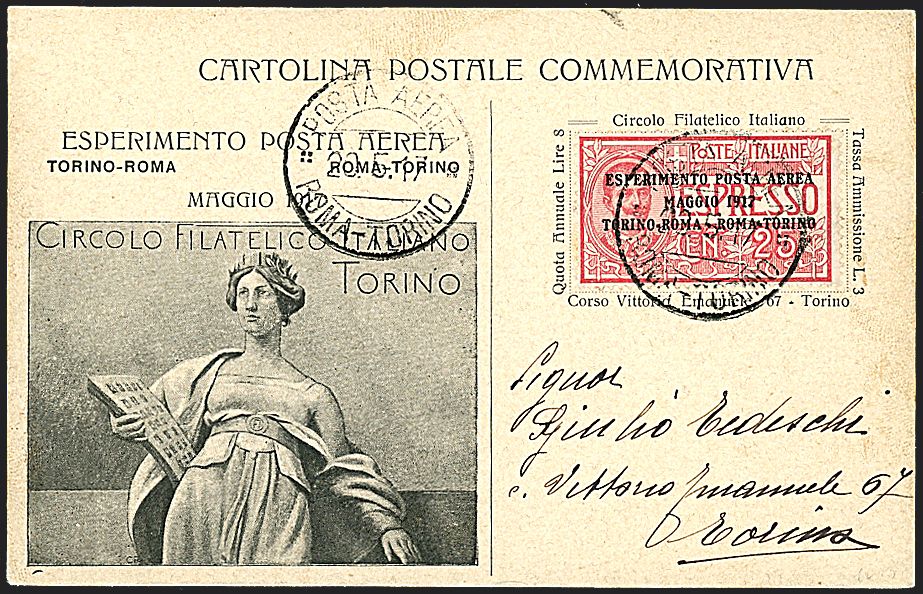 CARTOLINA POSTALE COMMEMORATIVA
ESPERIMENTO POSTA AEREA
TORINO-ROMA ROMA-TORINO
MAGGIO
CIRCOLO FILATELICO ITALIANO
TORINO
POSTA AEREA
ROMA-TORINO
Circolo Filatelico Italiano
Quota Annuale Lire 8
Tassa Ammissione L. 3
Corso Vittorio Emanuele, 67 - Torino
POSTE ITALIANE
ESPERIMENTO POSTA AEREA
MAGGIO 1917
TORINO-ROMA - ROMA-TORINO
ESPRESSO
CEN. 25
Signor
Giulio Tedeschi
c. Vittorio Emanuele 67
Torino